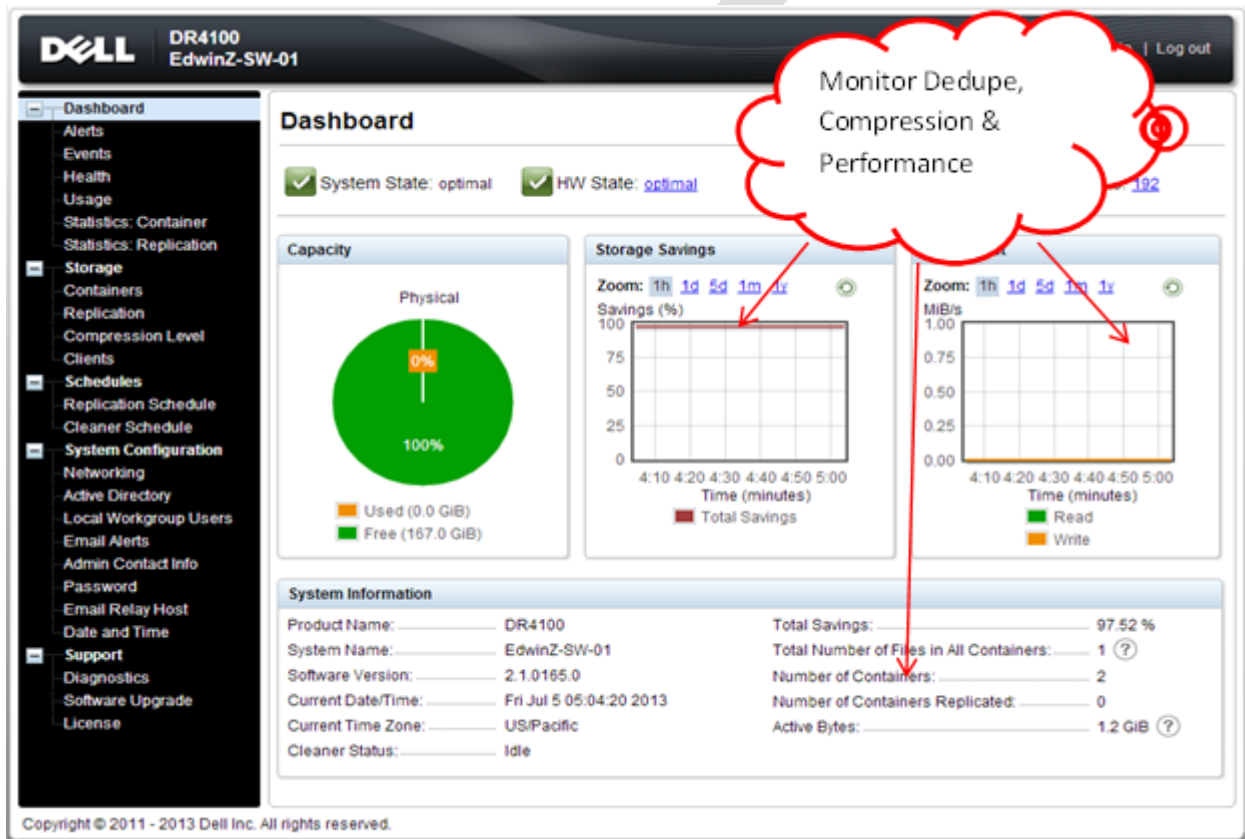 DELL
DR4100
EdwinZ-SW-01
| Log out
Monitor Dedupe,
Compression &
Performance
Dashboard
Alerts
Events
Health
Usage
Statistics: Container
Statistics: Replication
Storage
Containers
Replication
Compression Level
Clients
Schedules
Replication Schedule
Cleaner Schedule
System Configuration
Networking
Active Directory
Local Workgroup Users
Email Alerts
Admin Contact Info
Password
Email Relay Host
Date and Time
Support
Diagnostics
Software Upgrade
License
Dashboard
System State: optimal HW State: optimal 192
Capacity
Physical
0%
100%
Used (0.0 GiB)
Free (167.0 GiB)
Storage Savings
Zoom: 1h 1d 5d 1m 1y
Savings (%)
100
75
50
25
0
4:10 4:20 4:30 4:40 4:50 5:00
Time (minutes)
Total Savings
Zoom: 1h 1d 5d 1m 1y
MiB/s
1.00
0.75
0.50
0.25
0.00
4:10 4:20 4:30 4:40 4:50 5:00
Time (minutes)
Read
Write
System Information
Product Name: DR4100
System Name: EdwinZ-SW-01
Software Version: 2.1.0165.0
Current Date/Time: Fri Jul 5 05:04:20 2013
Current Time Zone: US/Pacific
Cleaner Status: Idle
Total Savings: 97.52 %
Total Number of Files in All Containers: 1 ?
Number of Containers: 2
Number of Containers Replicated: 0
Active Bytes: 1.2 GiB ?
Copyright © 2011 - 2013 Dell Inc. All rights reserved.